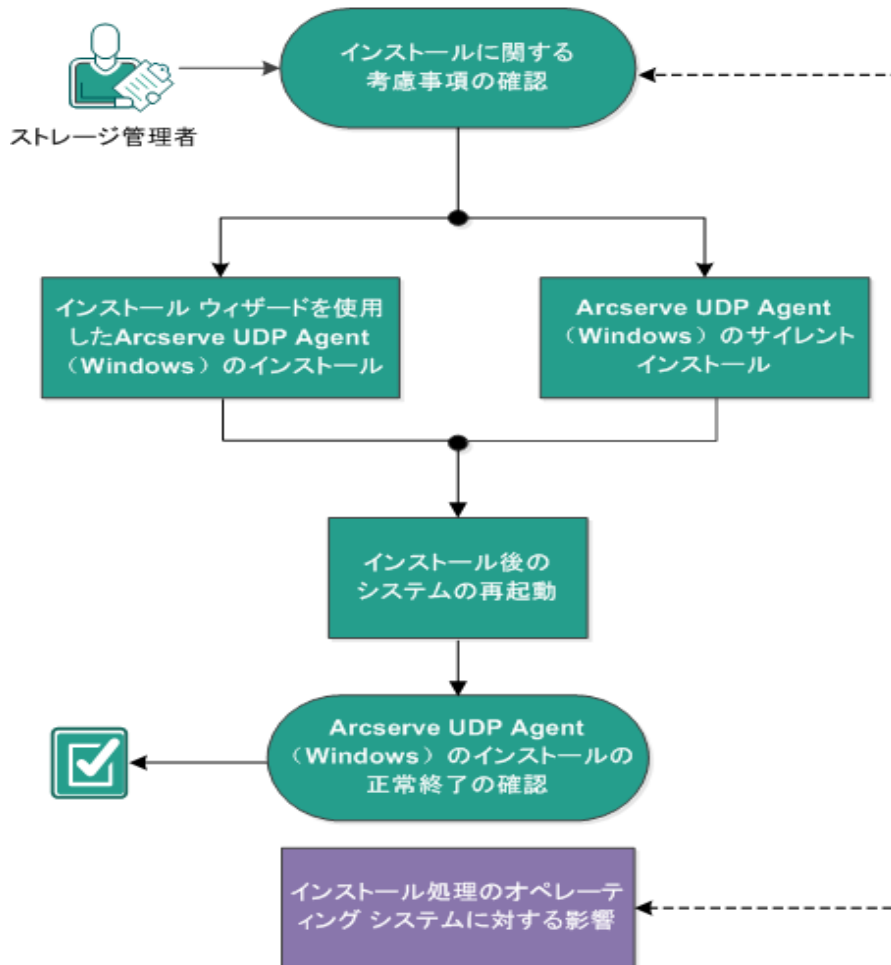 インストールに関する
考慮事項の確認
ストレージ管理者
インストール ウィザードを使用
したArcserve UDP Agent
（Windows）のインストール
Arcserve UDP Agent
（Windows）のサイレント
インストール
インストール後の
システムの再起動
Arcserve UDP Agent
（Windows）のインストールの
正常終了の確認
インストール処理のオペレーテ
ィング システムに対する影響